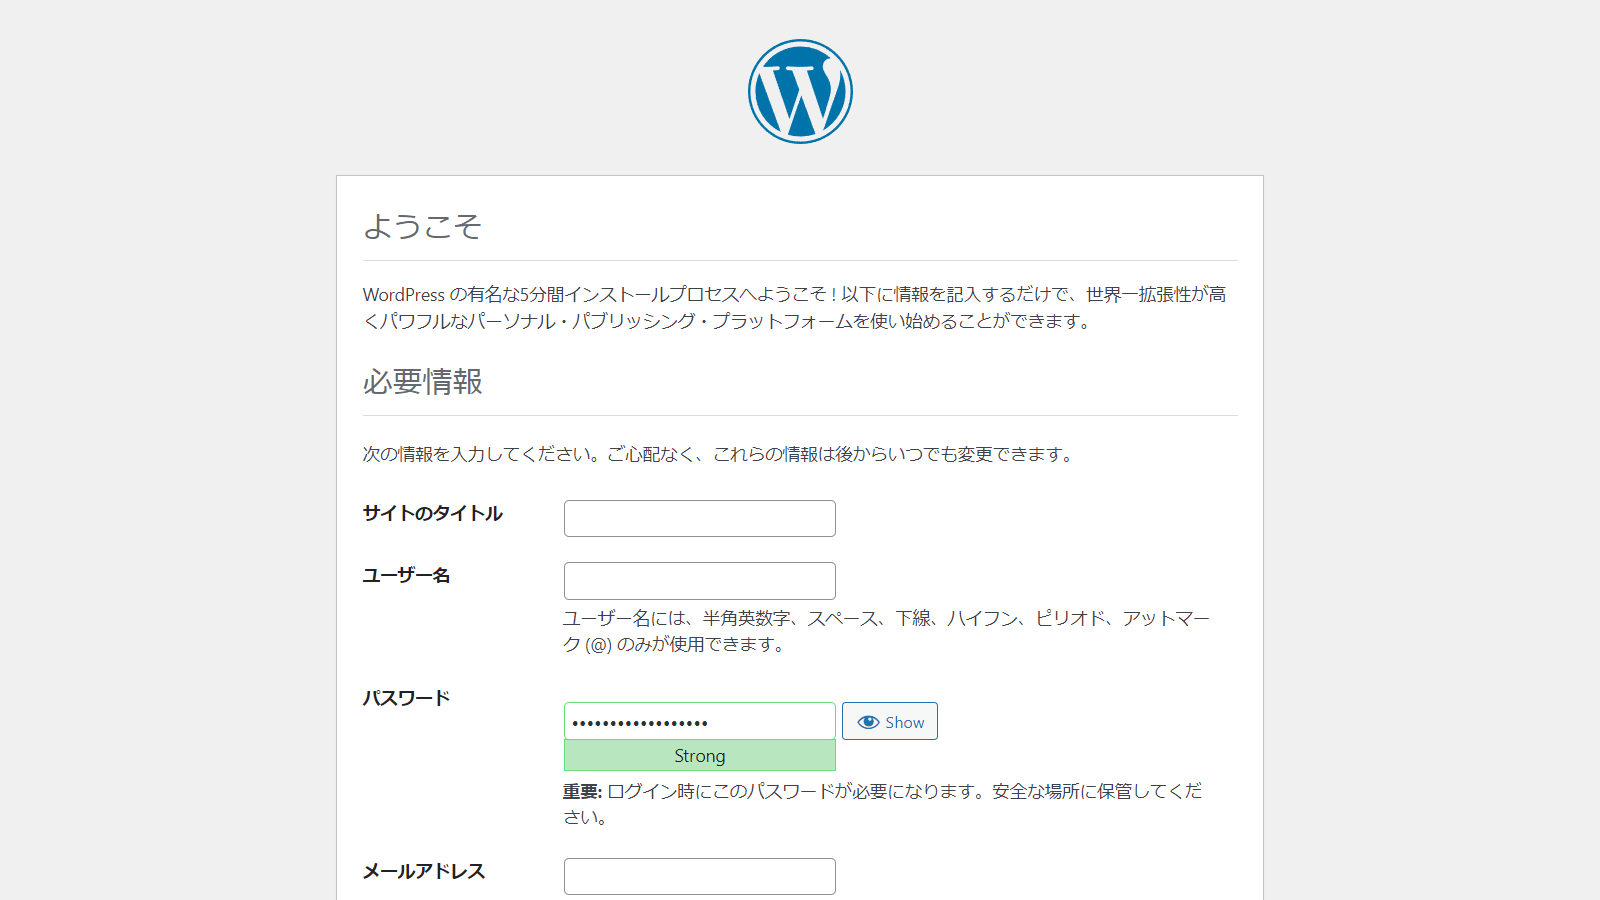 ようこそ
WordPress の有名な5分間インストールプロセスへようこそ ! 以下に情報を記入するだけで、世界一拡張性が高
くパワフルなパーソナル・パブリッシング・プラットフォームを使い始めることができます。
必要情報
次の情報を入力してください。ご心配なく、これらの情報は後からいつでも変更できます。
サイトのタイトル
ユーザー名
ユーザー名には、半角英数字、スペース、下線、ハイフン、ピリオド、アットマー
ク (@) のみが使用できます。
パスワード
•••••••••••••••••• Show
Strong
重要: ログイン時にこのパスワードが必要になります。安全な場所に保管してくだ
さい。
メールアドレス